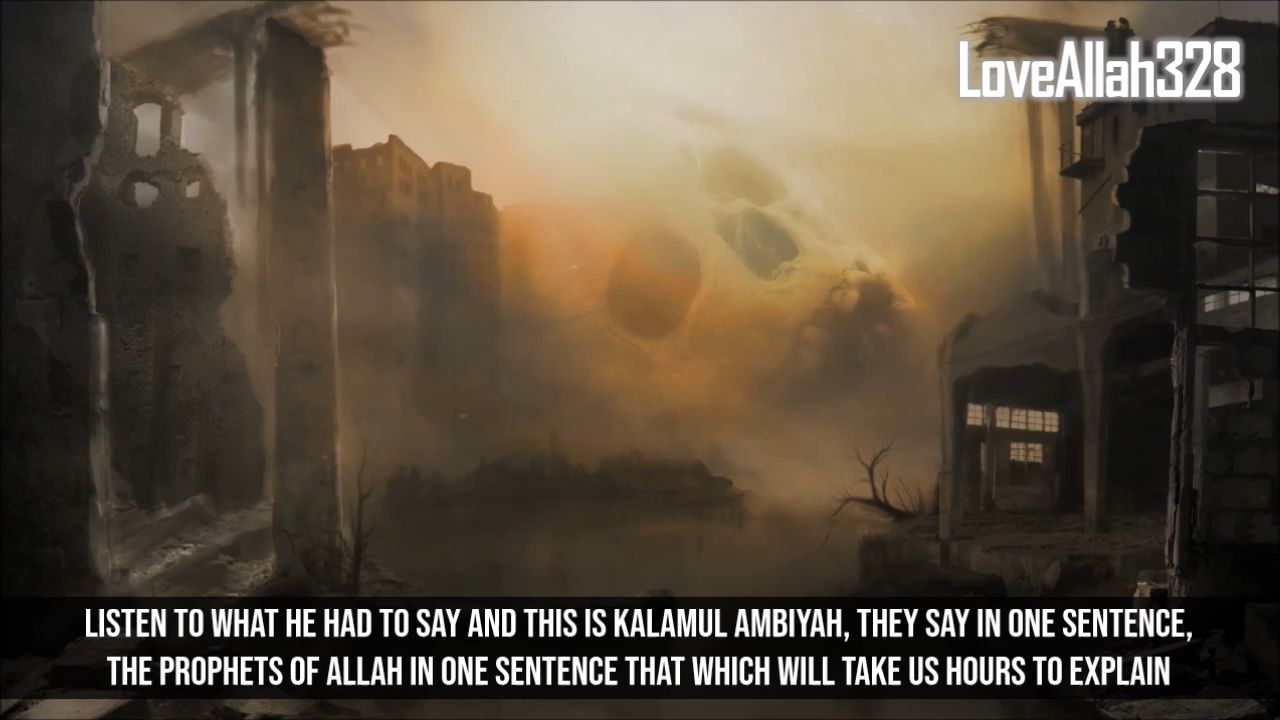 LoveAllah328
LISTEN TO WHAT HE HAD TO SAY AND THIS IS KALAMUL AMBIYAH, THEY SAY IN ONE SENTENCE,
THE PROPHETS OF ALLAH IN ONE SENTENCE THAT WHICH WILL TAKE US HOURS TO EXPLAIN